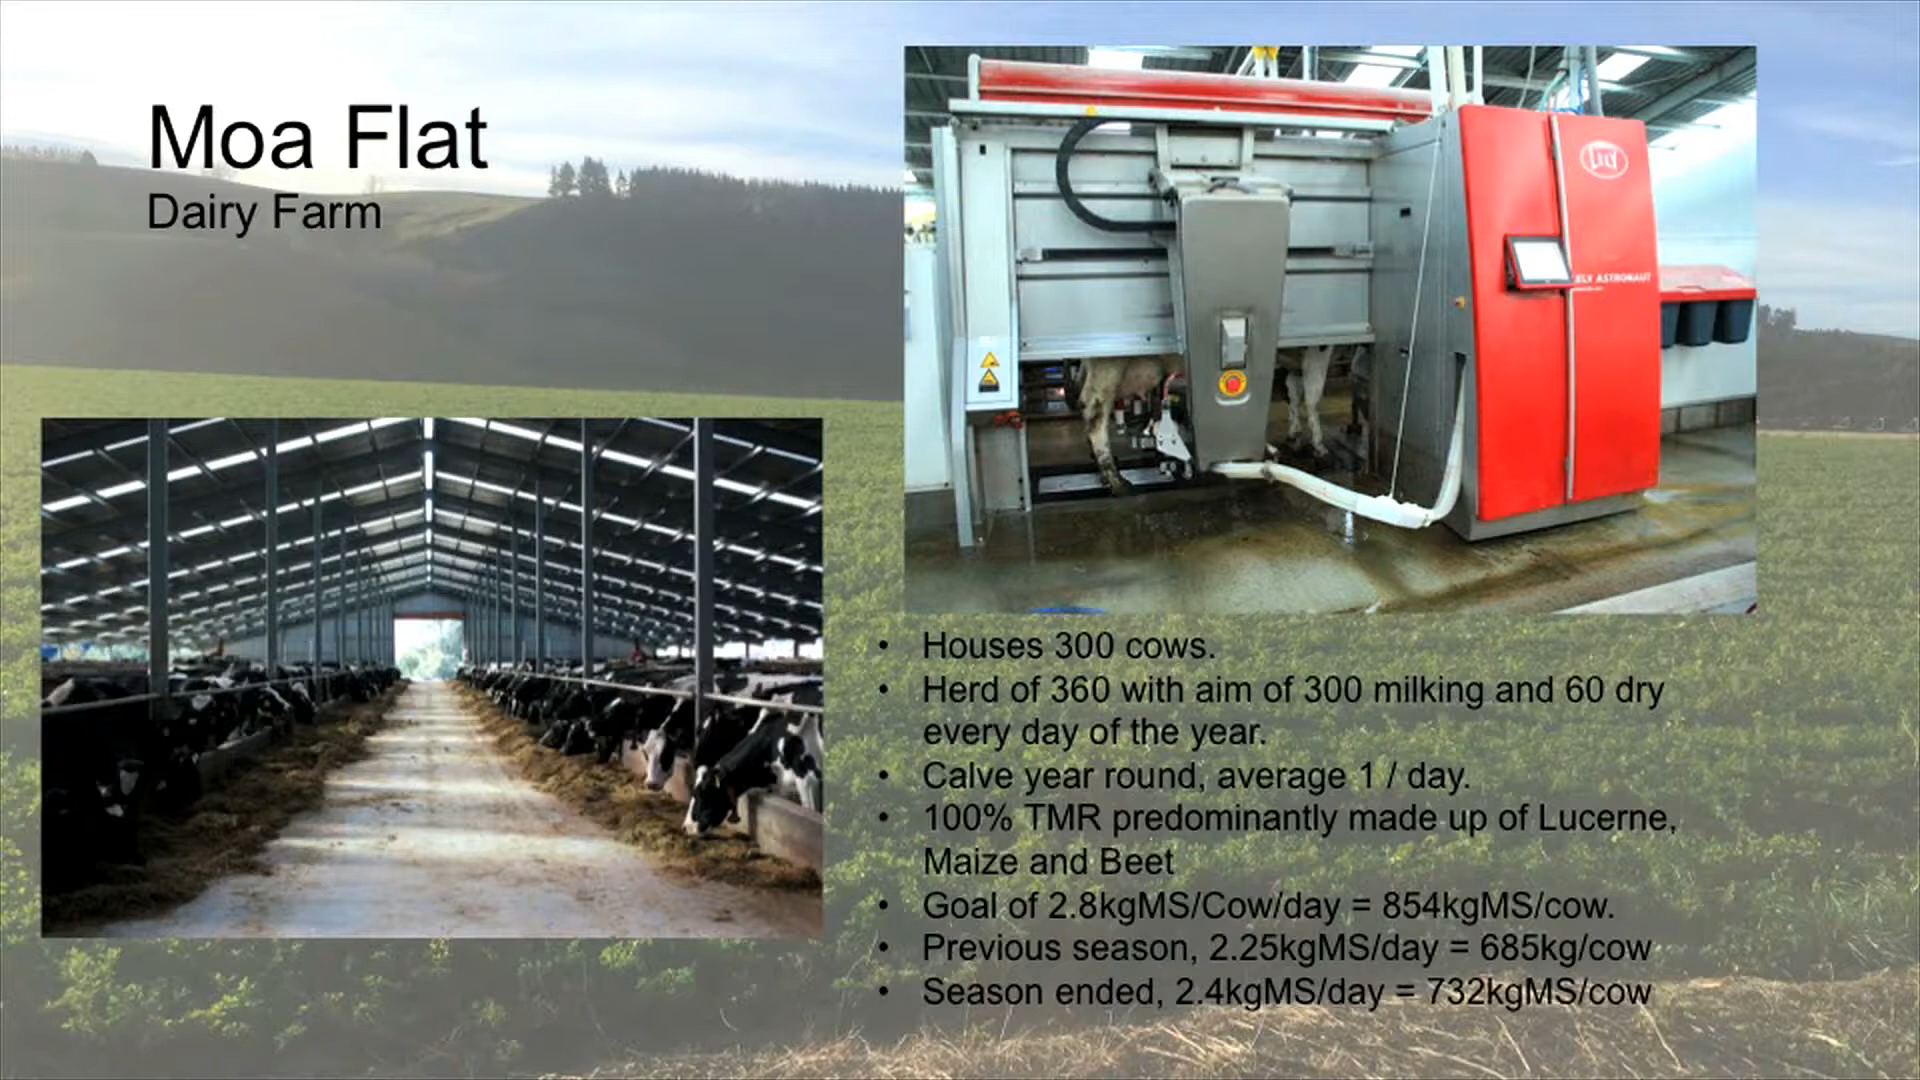 Moa Flat
Dairy Farm
LELY
LELY ASTRONAUT
• Houses 300 cows.
• Herd of 360 with aim of 300 milking and 60 dry
every day of the year.
• Calve year round, average 1 / day.
• 100% TMR predominantly made up of Lucerne,
Maize and Beet
• Goal of 2.8kgMS/Cow/day = 854kgMS/cow.
• Previous season, 2.25kgMS/day = 685kg/cow
• Season ended, 2.4kgMS/day = 732kgMS/cow